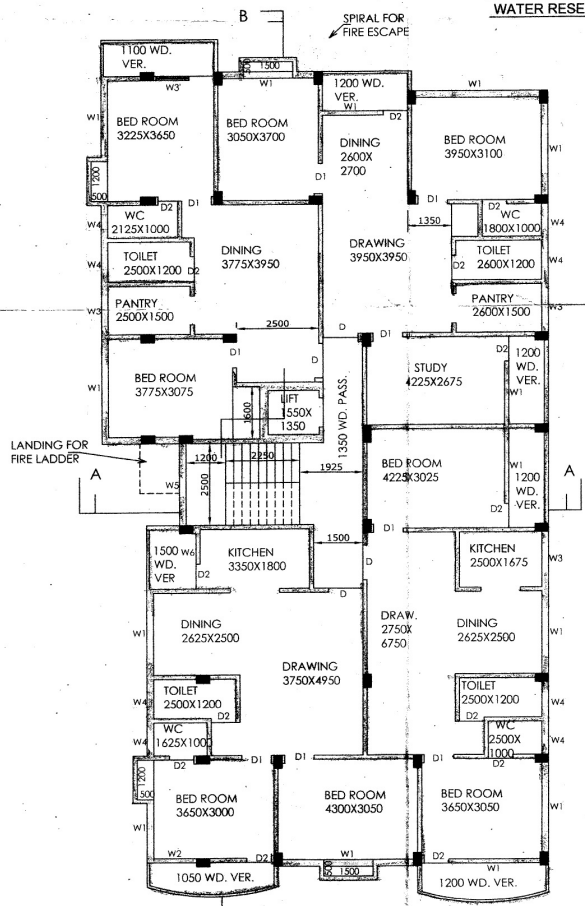 WATER RESE
B
SPIRAL FOR
FIRE ESCAPE
1100 WD.
VER.
1500
500
W1
W3
1200 WD.
VER.
W1
D2
W1
BED ROOM
3225X3650
BED ROOM
3050X3700
DINING
2600X
2700
BED ROOM
3950X3100
W1
W1
D1
1200
500
D2
D1
D1
D2
W4
WC
2125X1000
1350
WC
1800X1000
W4
DINING
3775X3950
DRAWING
3950X3950
W4
TOILET
2500X1200
D2
D2
TOILET
2600X1200
W4
W3
PANTRY
2500X1500
PANTRY
2600X1500
W3
2500
D
D1
D1
D
STUDY
4225X2675
D2
1200
WD.
VER.
W1
W1
BED ROOM
3775X3075
1350 WD. PASS.
1600
LIFT
1550X
1350
LANDING FOR
FIRE LADDER
A
W5
1200
2250
1925
2500
BED ROOM
4225X3025
W1
D2
1200
WD.
VER.
A
1500
D1
1500
WD.
VER
W6
D2
KITCHEN
3350X1800
D
D
KITCHEN
2500X1675
W3
W1
DINING
2625X2500
DRAW.
2750X
6750
DINING
2625X2500
W1
DRAWING
3750X4950
W4
TOILET
2500X1200
D2
TOILET
2500X1200
D2
W4
W4
WC
1625X1000
D2
D1
D1
D1
WC
2500X
1000
D2
W4
1200
500
W1
BED ROOM
3650X3000
BED ROOM
4300X3050
BED ROOM
3650X3050
W1
W2
D2
W1
D2
W1
1050 WD. VER.
500
1500
1200 WD. VER.